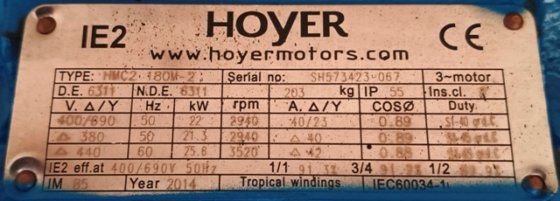 IE2 HOYER CE
www.hoyermotors.com
TYPE: HMC2 180M-2 Serial no: SH573423-067 3~motor
D.E. 6311 N.D.E. 6311 203 kg IP 55 Ins.cl.
V. Δ/Y Hz kW rpm A. Δ/Y COSØ Duty
400/690 50 22 2940 40/23 0.89
Δ 380 50 21.3 2940 Δ 40 0.89
Δ 440 60 25.8 3520 Δ 42 0.88
IE2 eff.at 400/690V 50Hz 1/1 3/4 1/2
IM B5 Year 2014 Tropical windings IEC60034-1